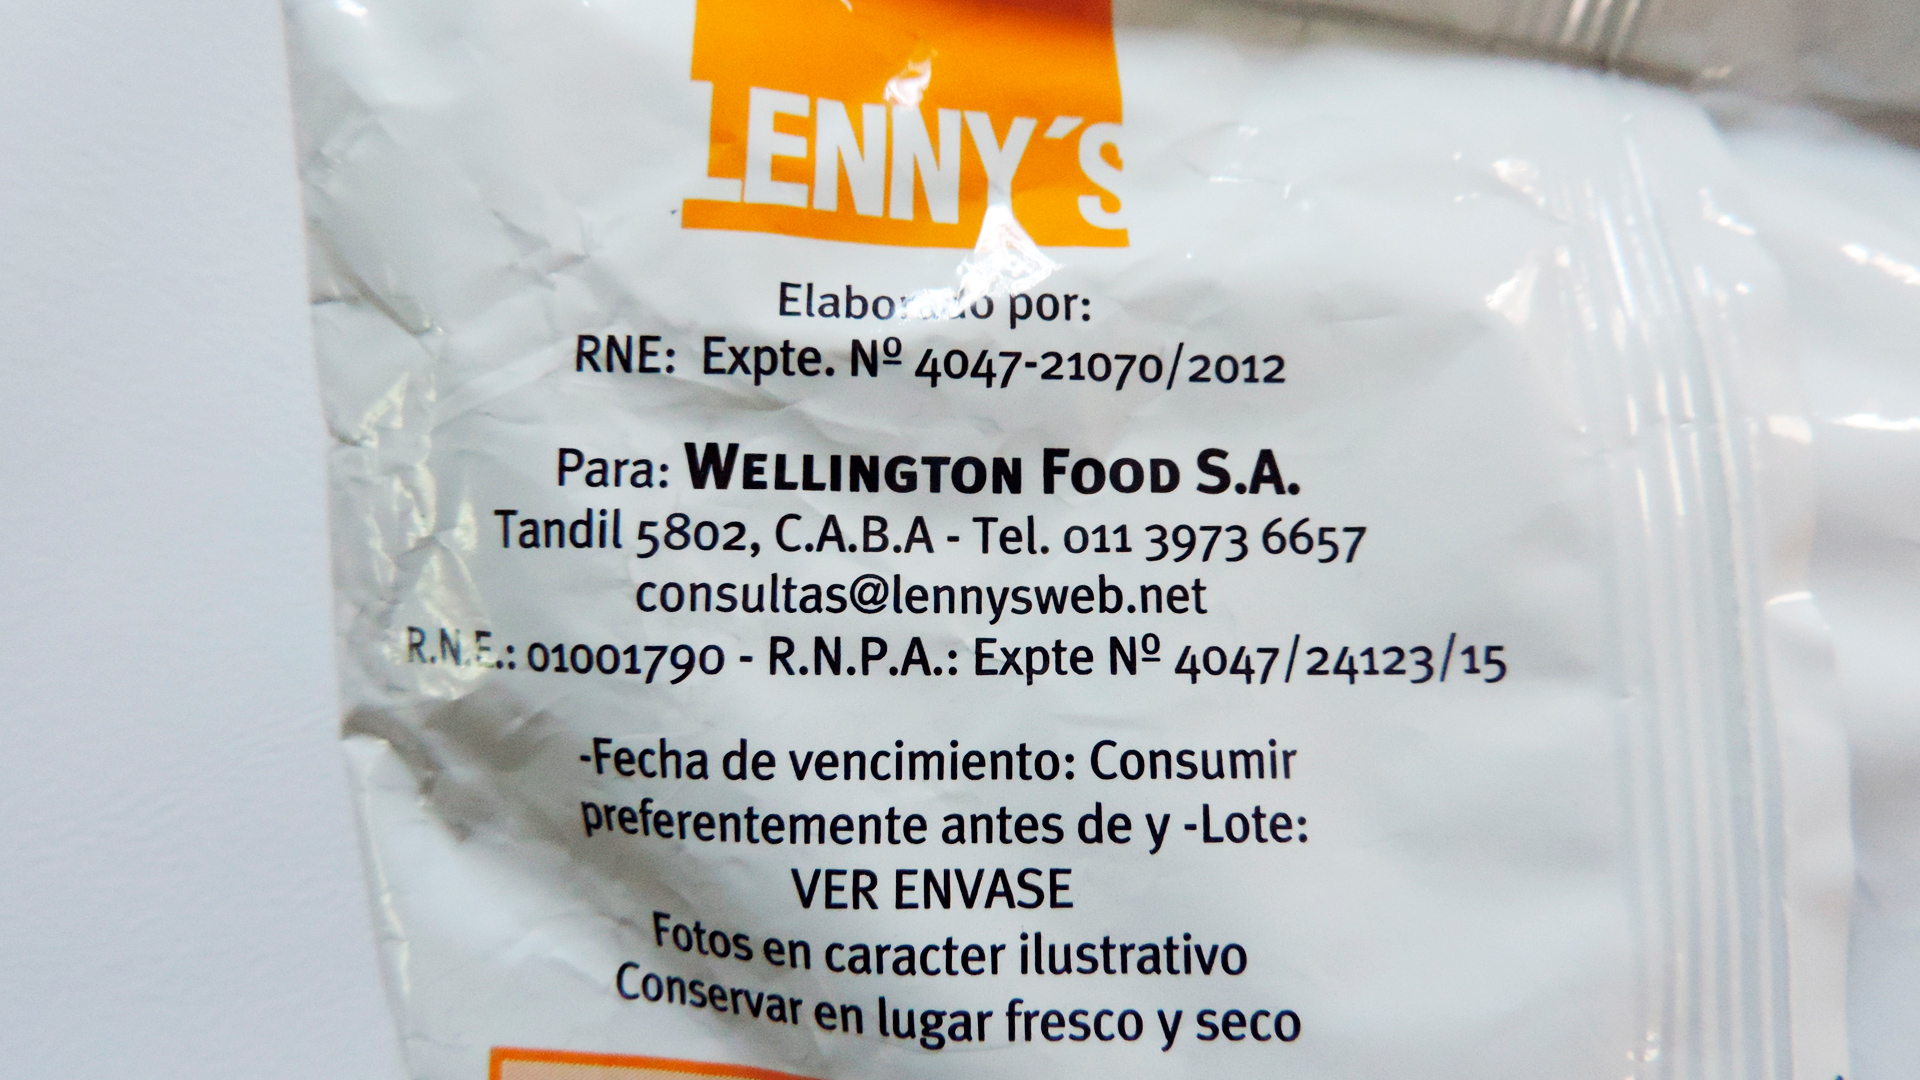 LENNY´S
Elaborado por:
RNE: Expte. Nº 4047-21070/2012
Para: WELLINGTON FOOD S.A.
Tandil 5802, C.A.B.A - Tel. 011 3973 6657
consultas@lennysweb.net
R.N.E.: 01001790 - R.N.P.A.: Expte Nº 4047/24123/15
-Fecha de vencimiento: Consumir
preferentemente antes de y -Lote:
VER ENVASE
Fotos en caracter ilustrativo
Conservar en lugar fresco y seco